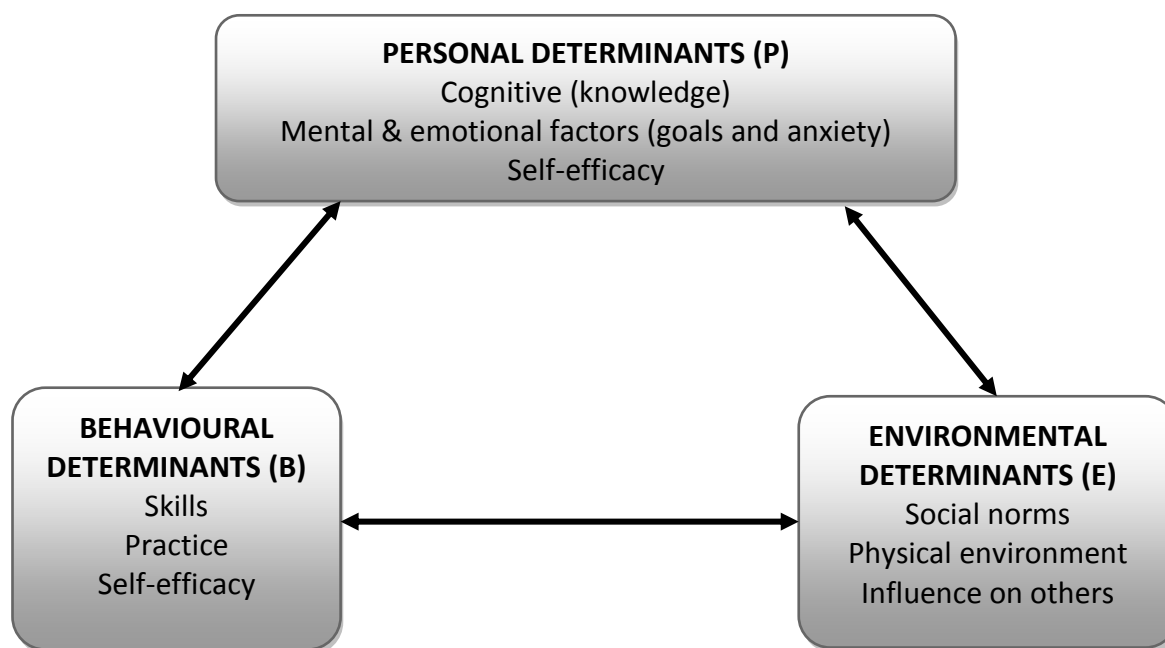 PERSONAL DETERMINANTS (P)
Cognitive (knowledge)
Mental & emotional factors (goals and anxiety)
Self-efficacy
BEHAVIOURAL
DETERMINANTS (B)
Skills
Practice
Self-efficacy
ENVIRONMENTAL
DETERMINANTS (E)
Social norms
Physical environment
Influence on others